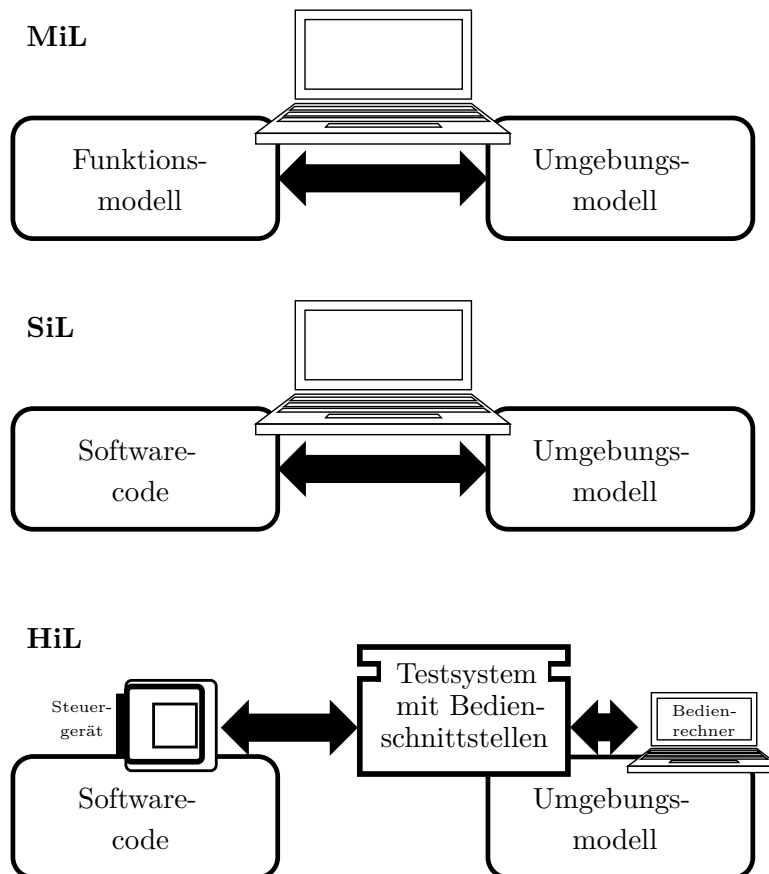 MiL
Funktions-
modell
Umgebungs-
modell
SiL
Software-
code
Umgebungs-
modell
HiL
Steuer-
gerät
Testsystem
mit Bedien-
schnittstellen
Bedien-
rechner
Software-
code
Umgebungs-
modell